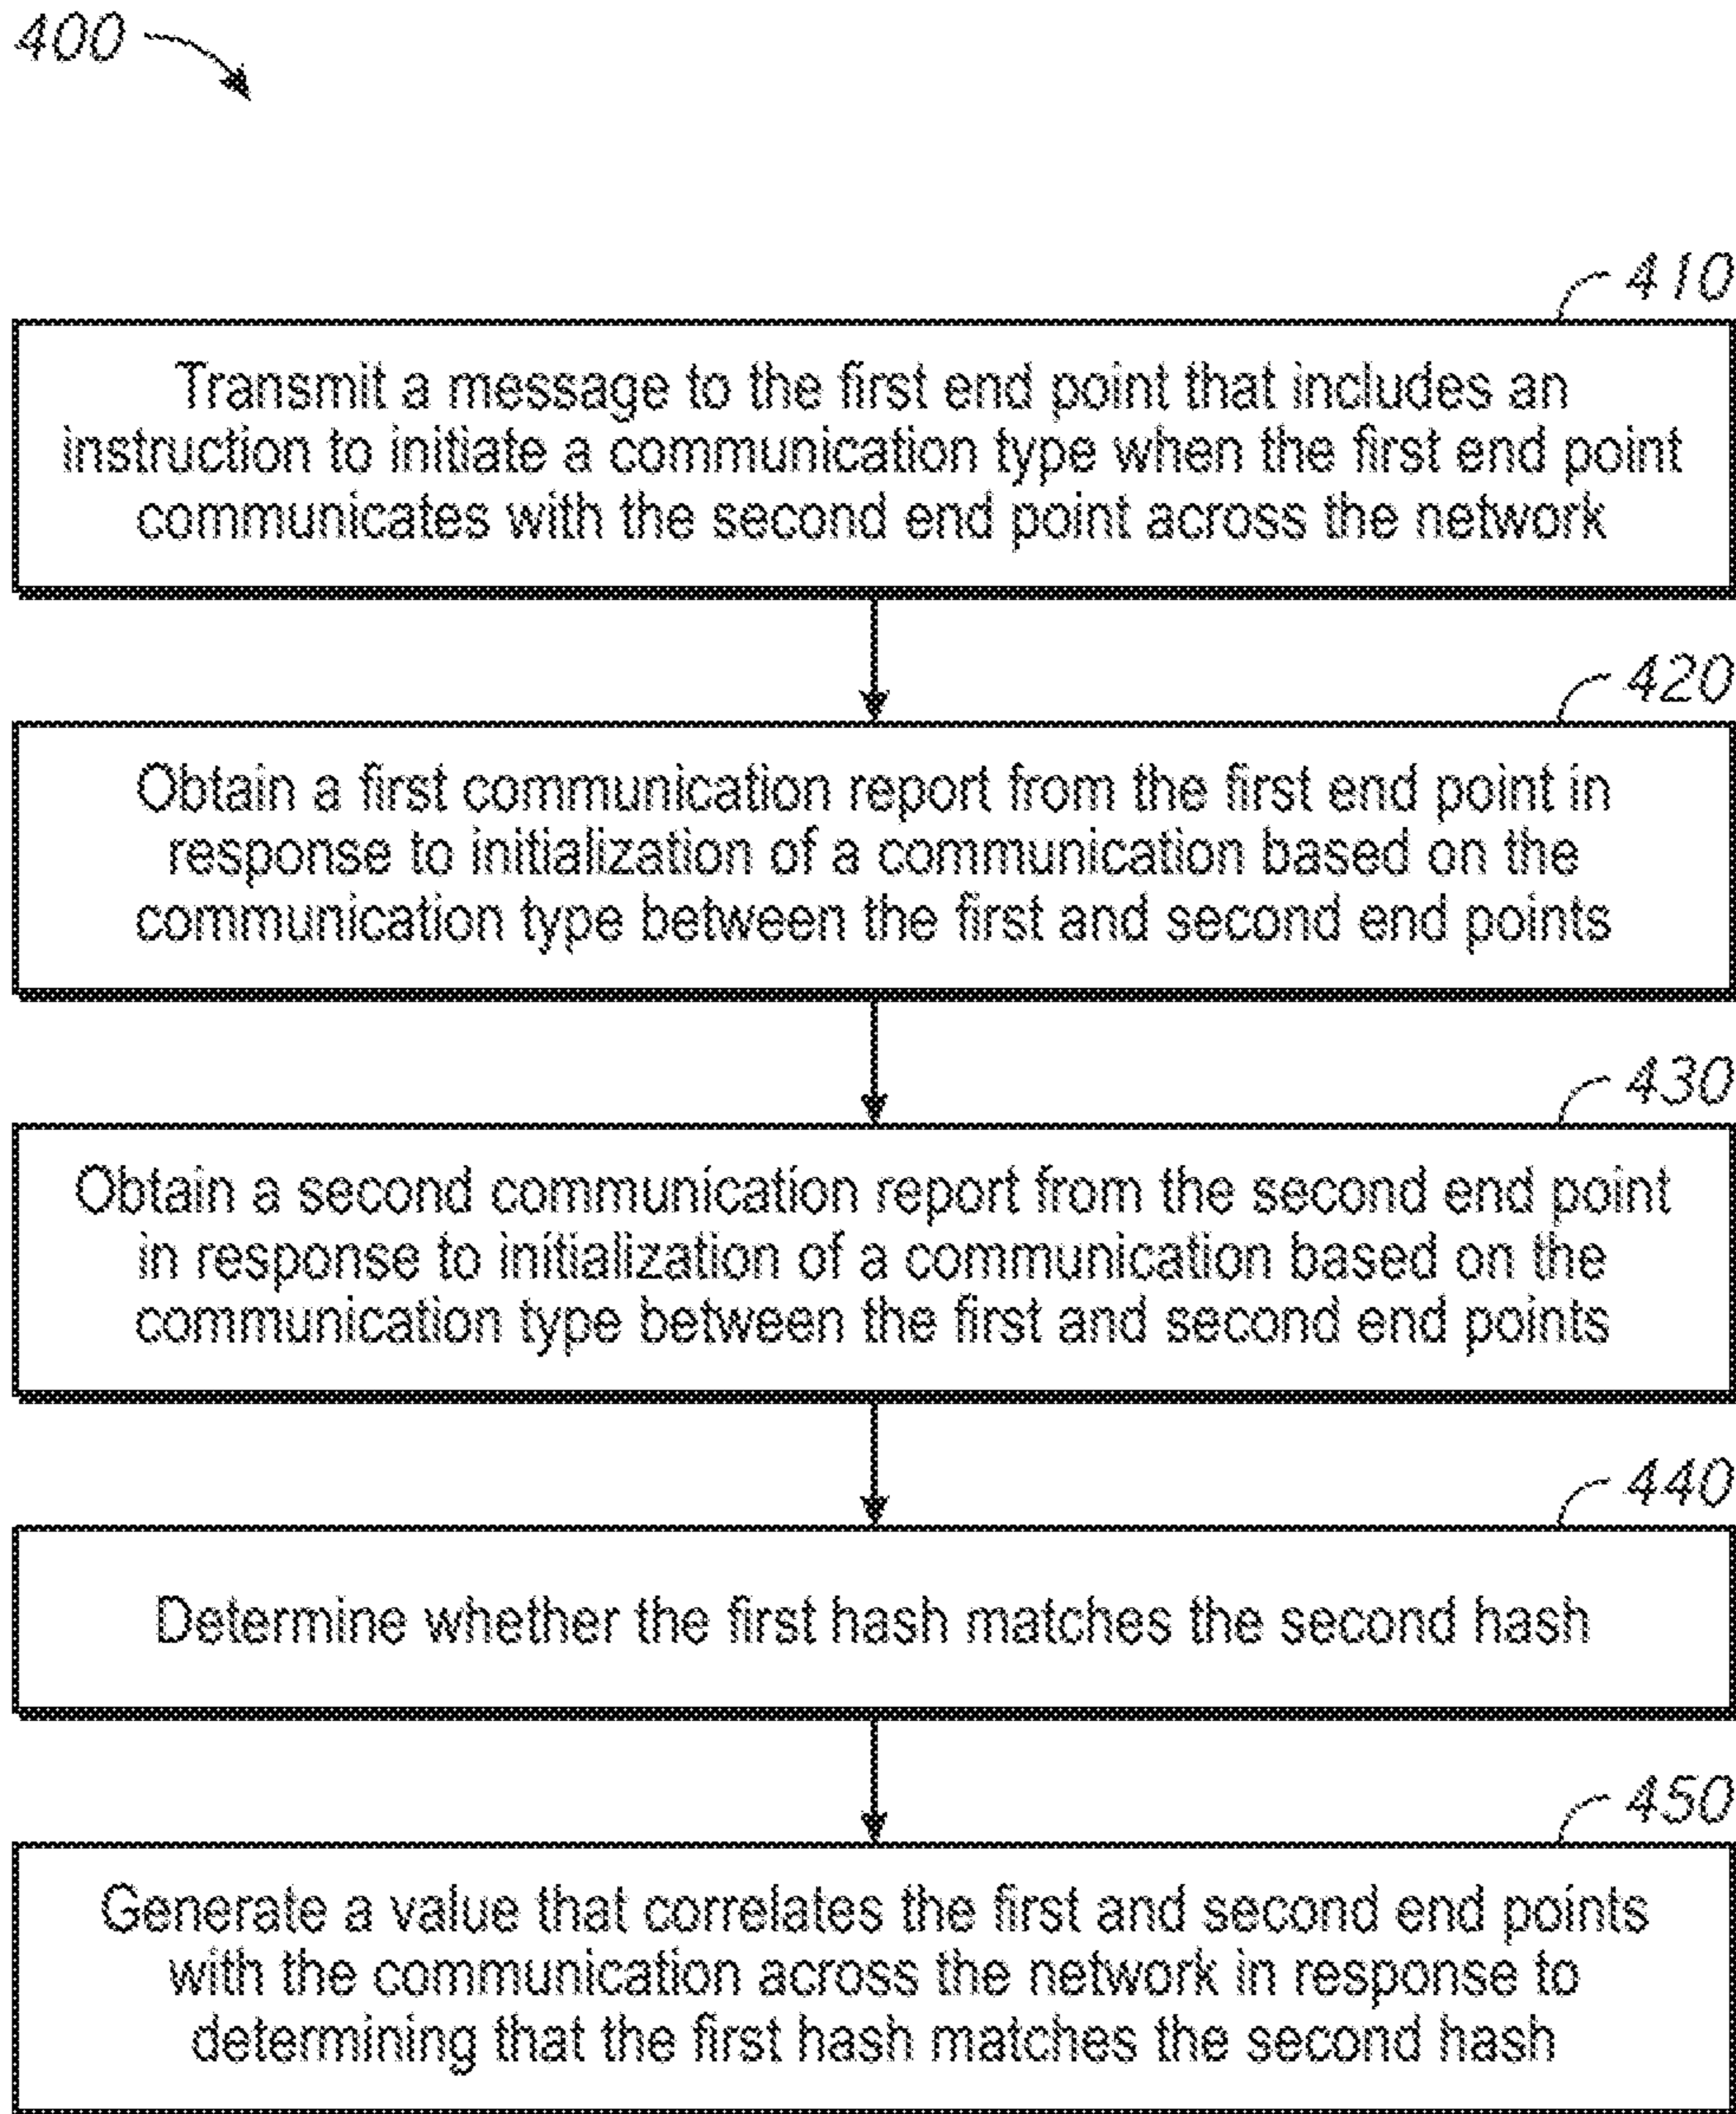 400
410
Transmit a message to the first end point that includes an
instruction to initiate a communication type when the first end point
communicates with the second end point across the network
420
Obtain a first communication report from the first end point in
response to initialization of a communication based on the
communication type between the first and second end points
430
Obtain a second communication report from the second end point
in response to initialization of a communication based on the
communication type between the first and second end points
440
Determine whether the first hash matches the second hash
450
Generate a value that correlates the first and second end points
with the communication across the network in response to
determining that the first hash matches the second hash